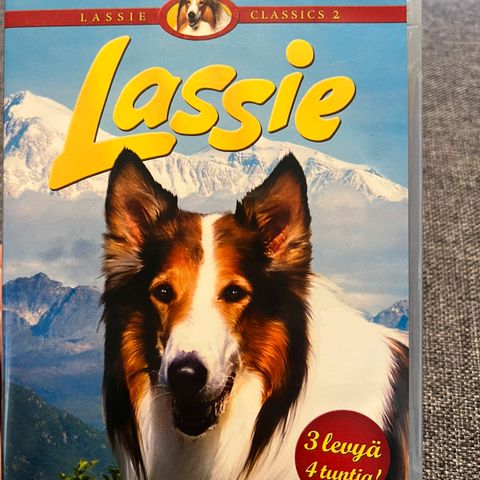 LASSIE CLASSICS 2
Lassie
3 levyä
4 tuntia!